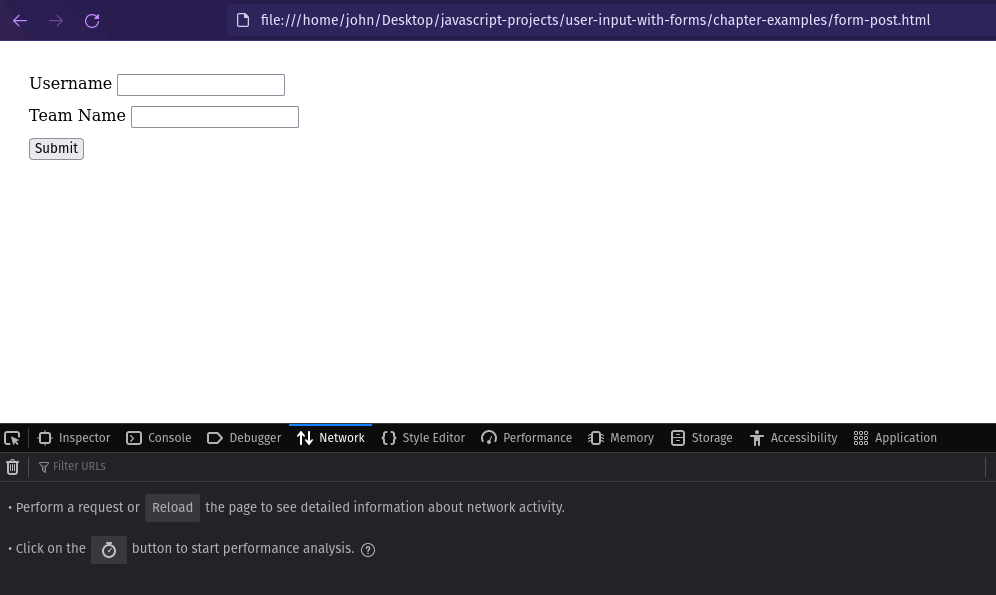 file:///home/john/Desktop/javascript-projects/user-input-with-forms/chapter-examples/form-post.html
Username
Team Name
Submit
Inspector Console Debugger Network Style Editor Performance Memory Storage Accessibility Application
Filter URLs
• Perform a request or Reload the page to see detailed information about network activity.
• Click on the button to start performance analysis. ?